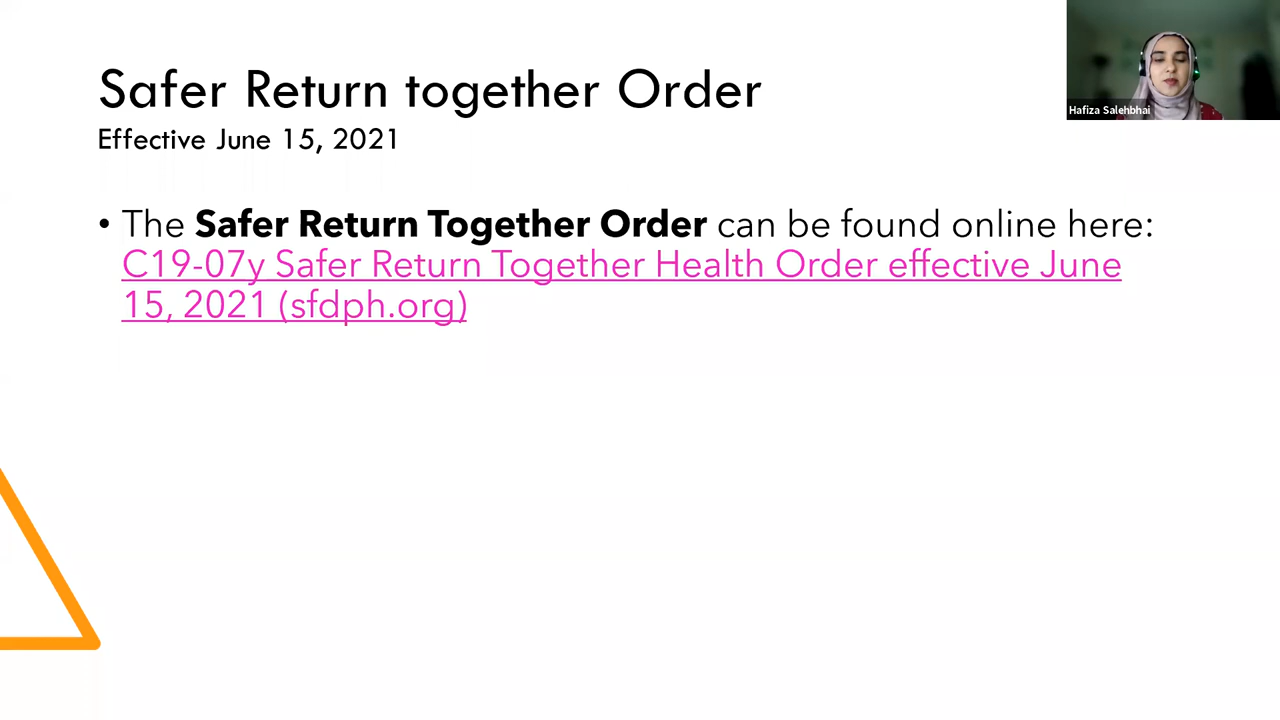 Safer Return together Order
Effective June 15, 2021
Hafiza Salehbhai
• The Safer Return Together Order can be found online here:
C19-07y Safer Return Together Health Order effective June
15, 2021 (sfdph.org)